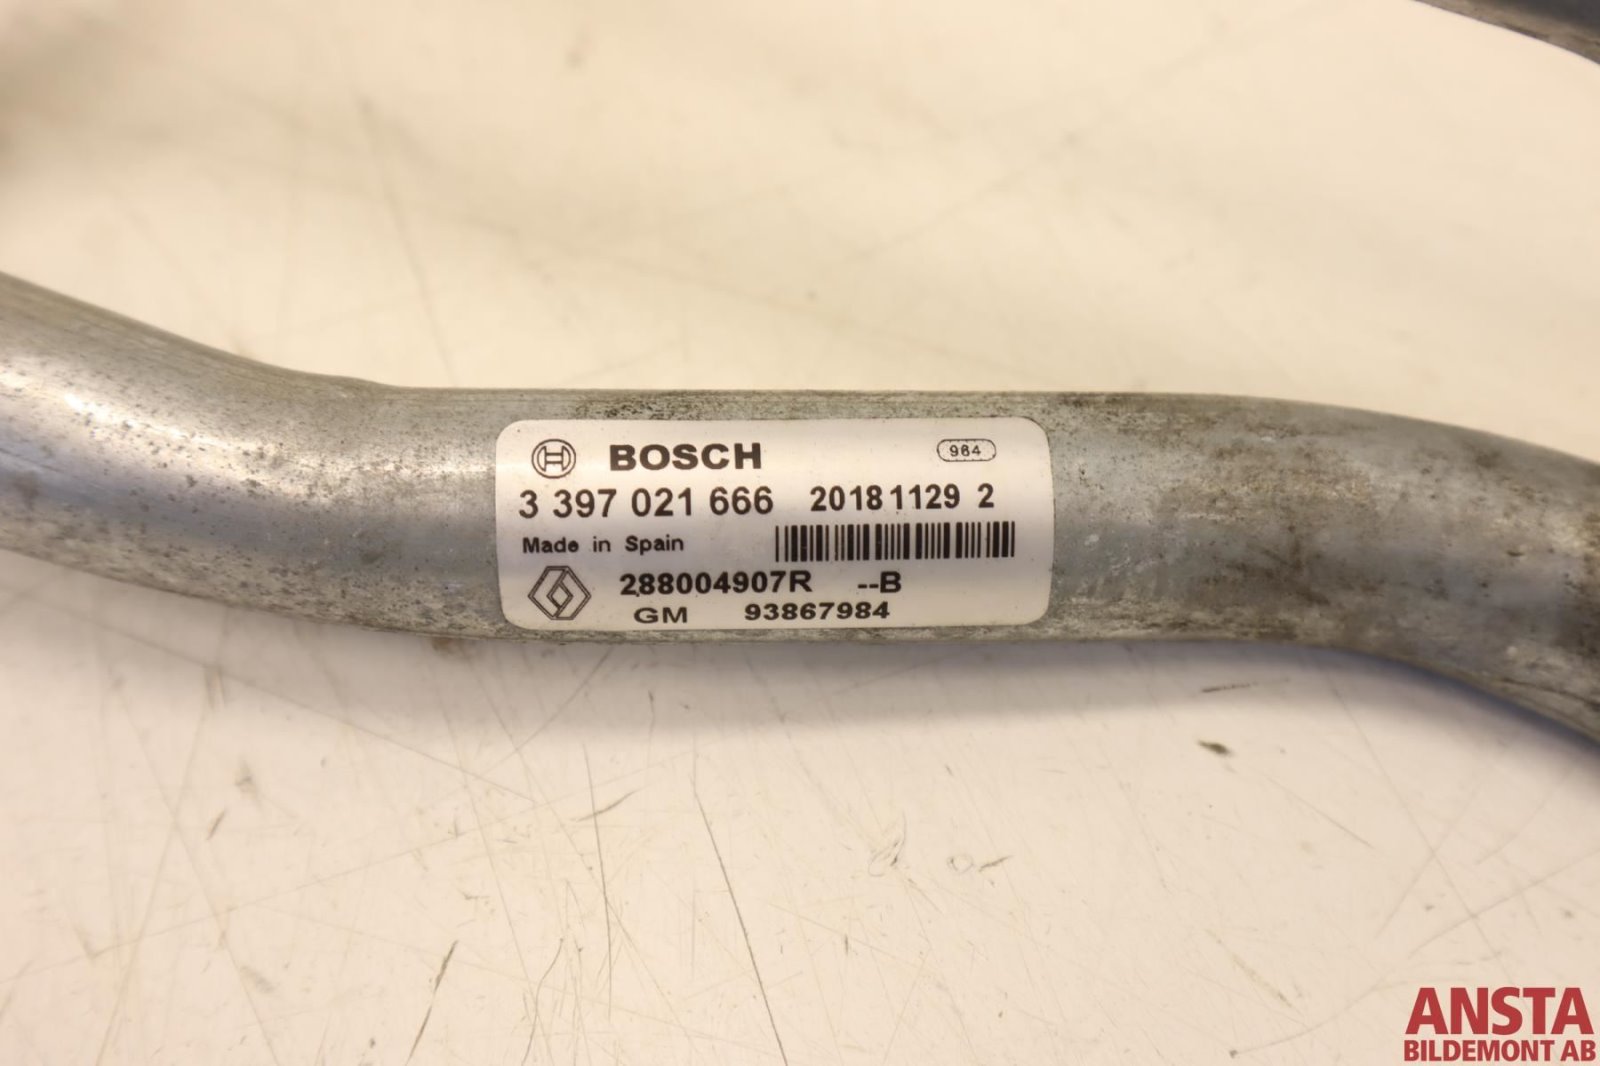 BOSCH 964
3 397 021 666 20181129 2
Made in Spain
288004907R --B
GM 93867984
ANSTA
BILDEMONT AB